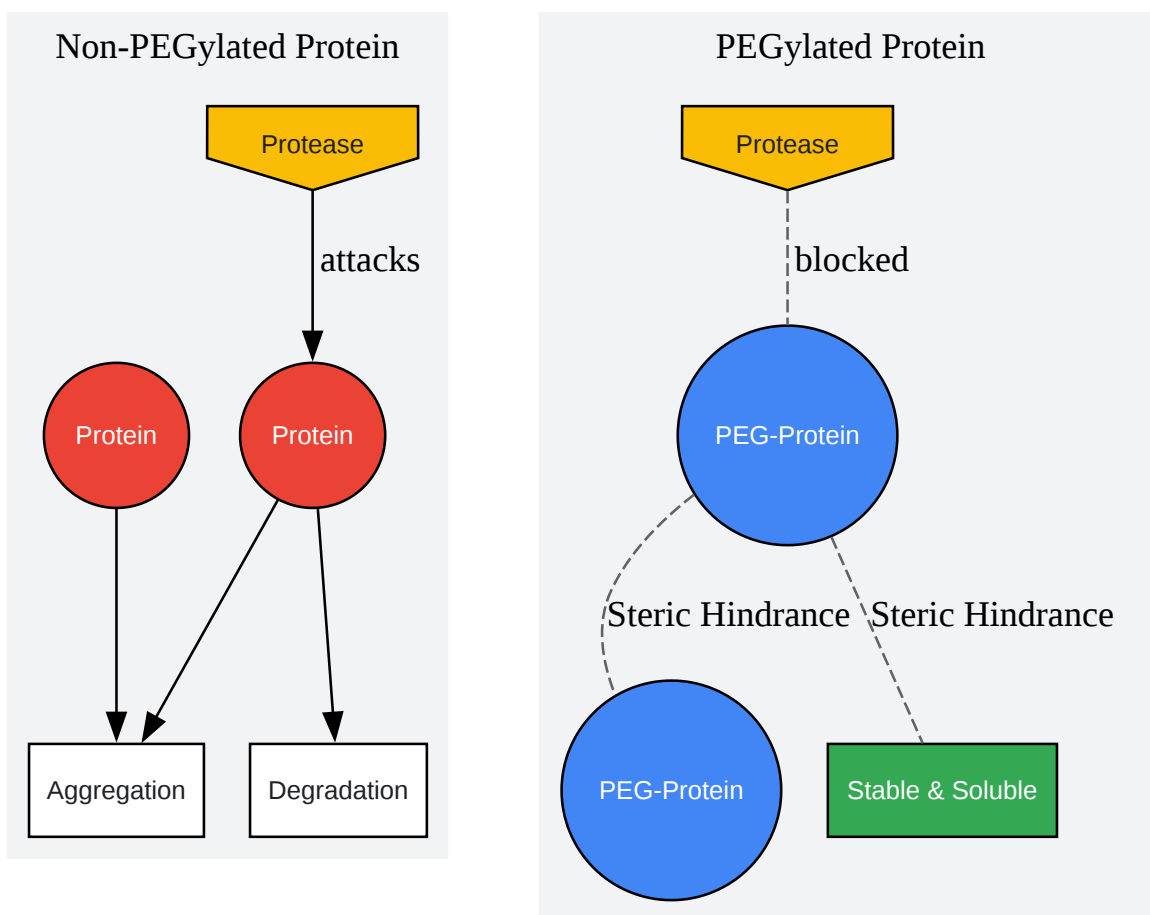 Non-PEGylated Protein
Protease
attacks
Protein
Protein
Aggregation
Degradation
PEGylated Protein
Protease
blocked
PEG-Protein
Steric Hindrance
Steric Hindrance
PEG-Protein
Stable & Soluble